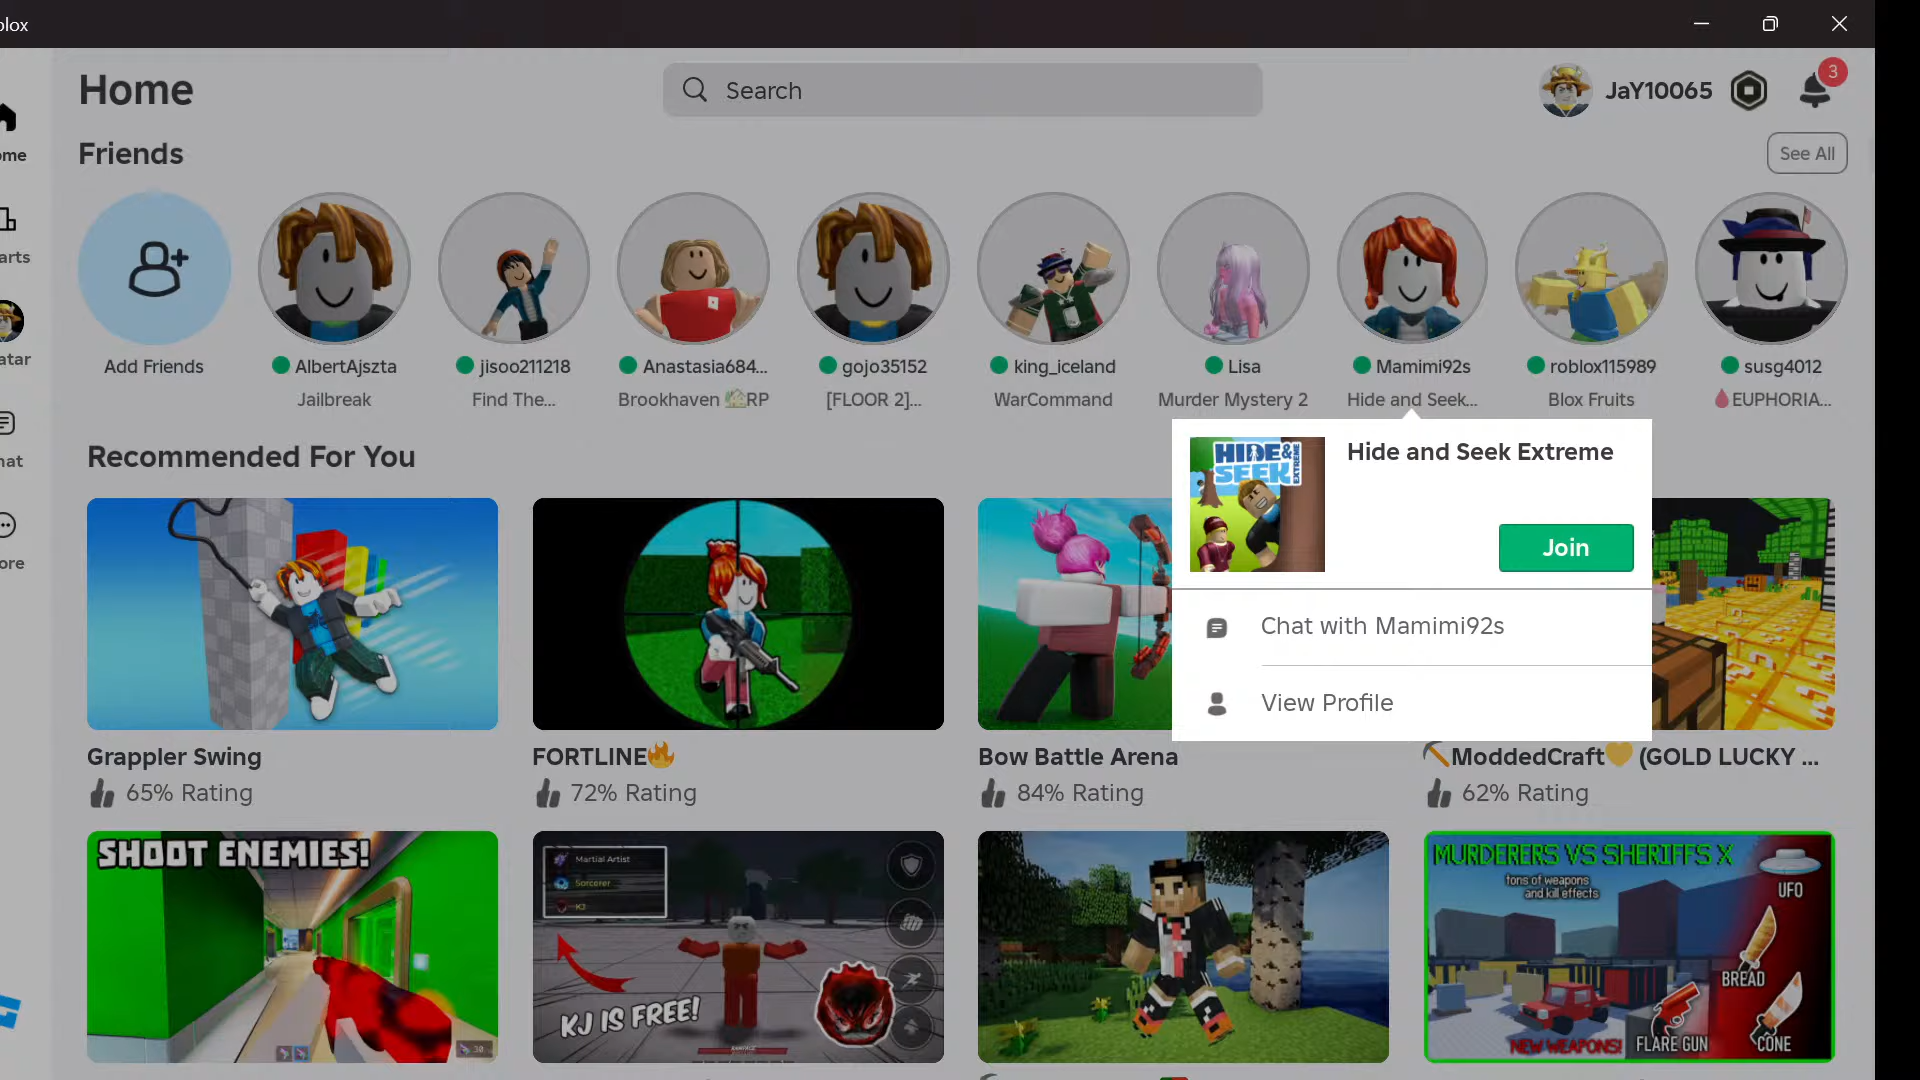 blox
Home
Search
JaY10065
3
Friends
See All
ome
arts
atar
hat
ore
Add Friends
AlbertAjszta
jisoo211218
Anastasia684...
gojo35152
king_iceland
Lisa
Mamimi92s
roblox115989
susg4012
Jailbreak
Find The...
Brookhaven 🏡RP
[FLOOR 2]...
WarCommand
Murder Mystery 2
Hide and Seek...
Blox Fruits
🩸EUPHORIA...
Recommended For You
HIDE &
SEEK EXTREME
Hide and Seek Extreme
Join
Chat with Mamimi92s
View Profile
Grappler Swing
65% Rating
FORTLINE🔥
72% Rating
Bow Battle Arena
84% Rating
⛏️ModdedCraft💛 (GOLD LUCKY ...
62% Rating
SHOOT ENEMIES!
30
Martial Artist
Sorcerer
KJ
KJ IS FREE!
RAMPAGE
MURDERERS VS SHERIFFS X
tons of weapons
and kill effects
UFO
BREAD
NEW WEAPONS!
FLARE GUN
CONE